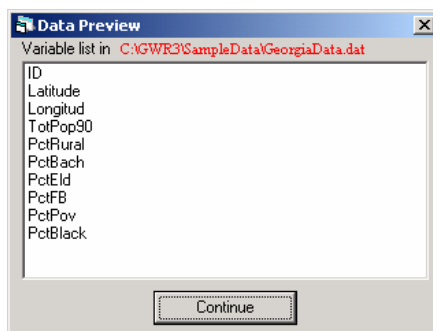 Data Preview
Variable list in C:\GWR3\SampleData\GeorgiaData.dat
ID
Latitude
Longitud
TotPop90
PctRural
PctBach
PctEld
PctFB
PctPov
PctBlack
Continue